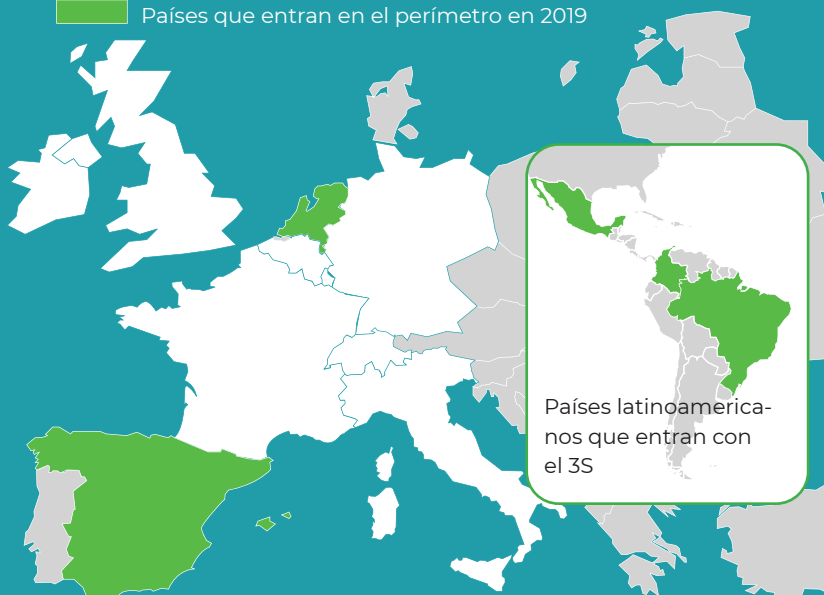 Países que entran en el perímetro en 2019
Países latinoamerica-
nos que entran con
el 3S